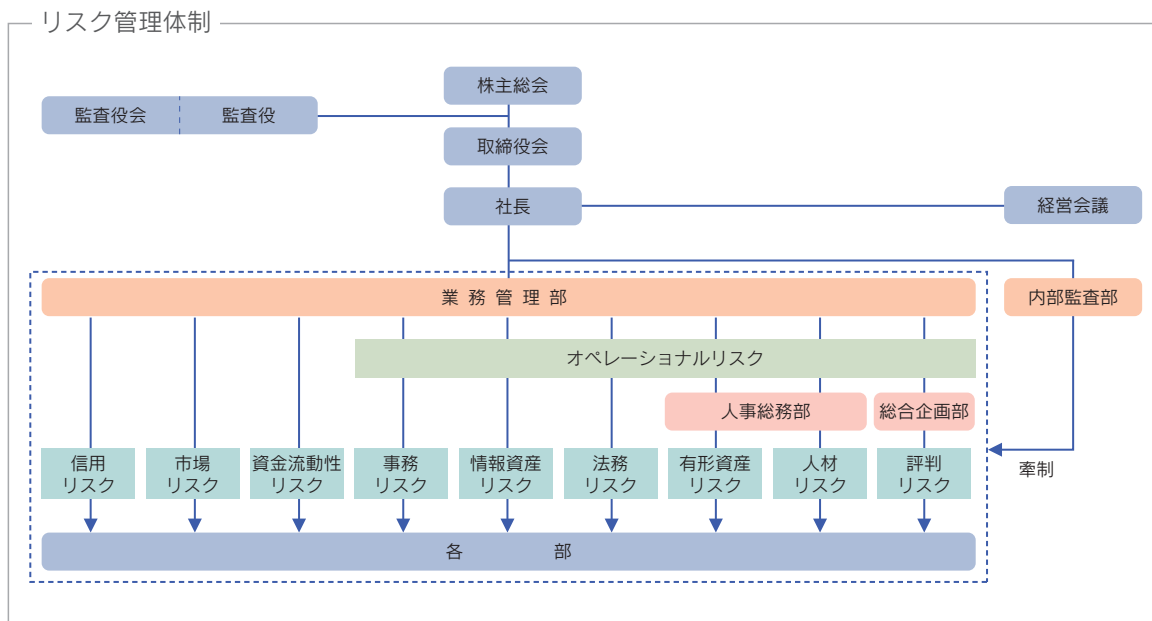 リスク管理体制
株主総会
監査役会
監査役
取締役会
社長
経営会議
業務管理部
内部監査部
オペレーショナルリスク
人事総務部
総合企画部
信用
リスク
市場
リスク
資金流動性
リスク
事務
リスク
情報資産
リスク
法務
リスク
有形資産
リスク
人材
リスク
評判
リスク
牽制
各部